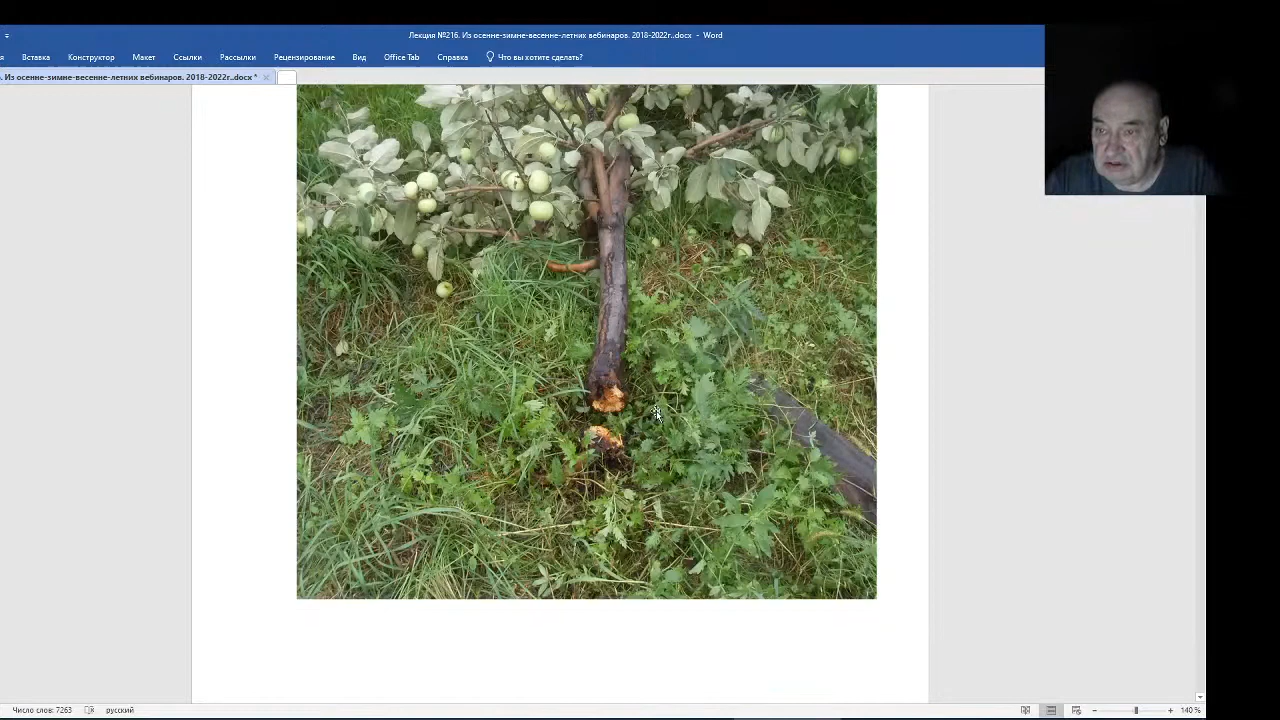 Лекция №216. Из осенне-зимне-весенне-летних вебинаров. 2018-2022г..docx - Word
я Вставка Конструктор Макет Ссылки Рассылки Рецензирование Вид Office Tab Справка Что вы хотите сделать?
. Из осенне-зимне-весенне-летних вебинаров. 2018-2022г..docx *
Число слов: 7263 русский 140 %